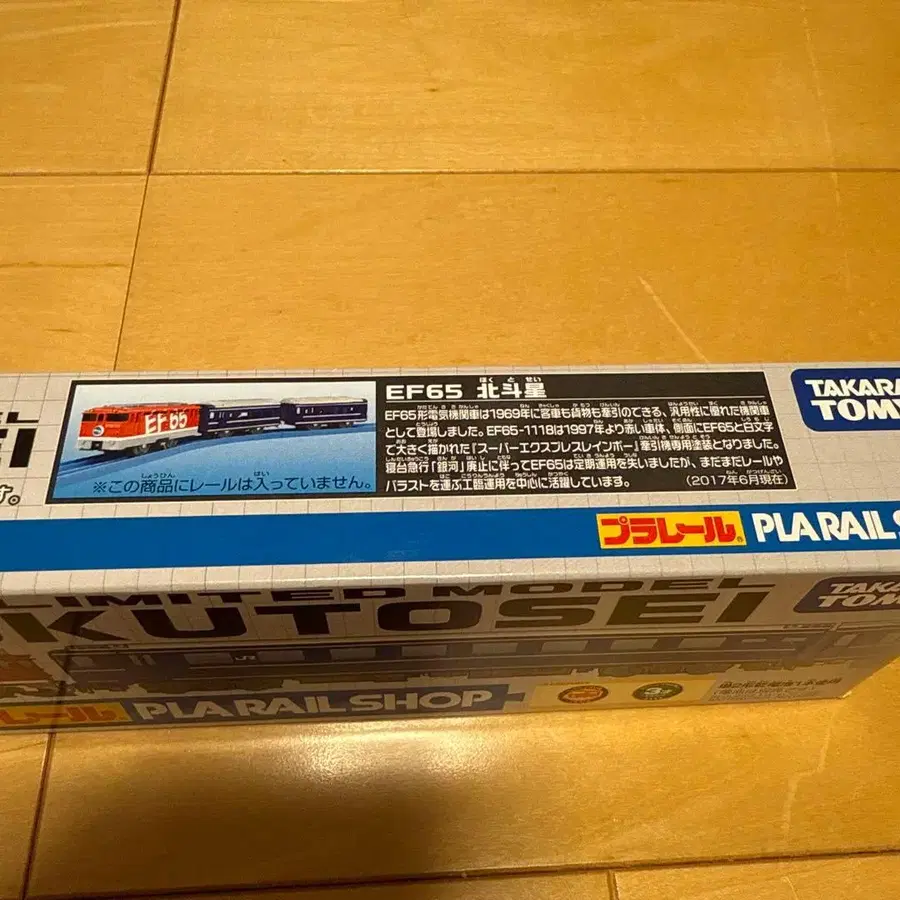 EF65 北斗星
EF65形電気機関車は1969年に客車も貨物も牽引のできる、汎用性に優れた機関車
として登場しました。EF65-1118は1997年より赤い車体、側面にEF65と白文字
で大きく描かれた「スーパーエクスプレスレインボー」牽引機専用塗装となりました。
寝台急行「銀河」廃止に伴ってEF65は定期運用を失いましたが、まだまだレールや
バラストを運ぶ工臨運用を中心に活躍しています。
(2017年6月現在)
EF65
※この商品にレールは入っていません。
TAKARA
TOMY
プラレール
PLARAIL S
LIMITED MODEL
KUTOSEI
TAKARA
TOMY
レール
PLARAIL SHOP